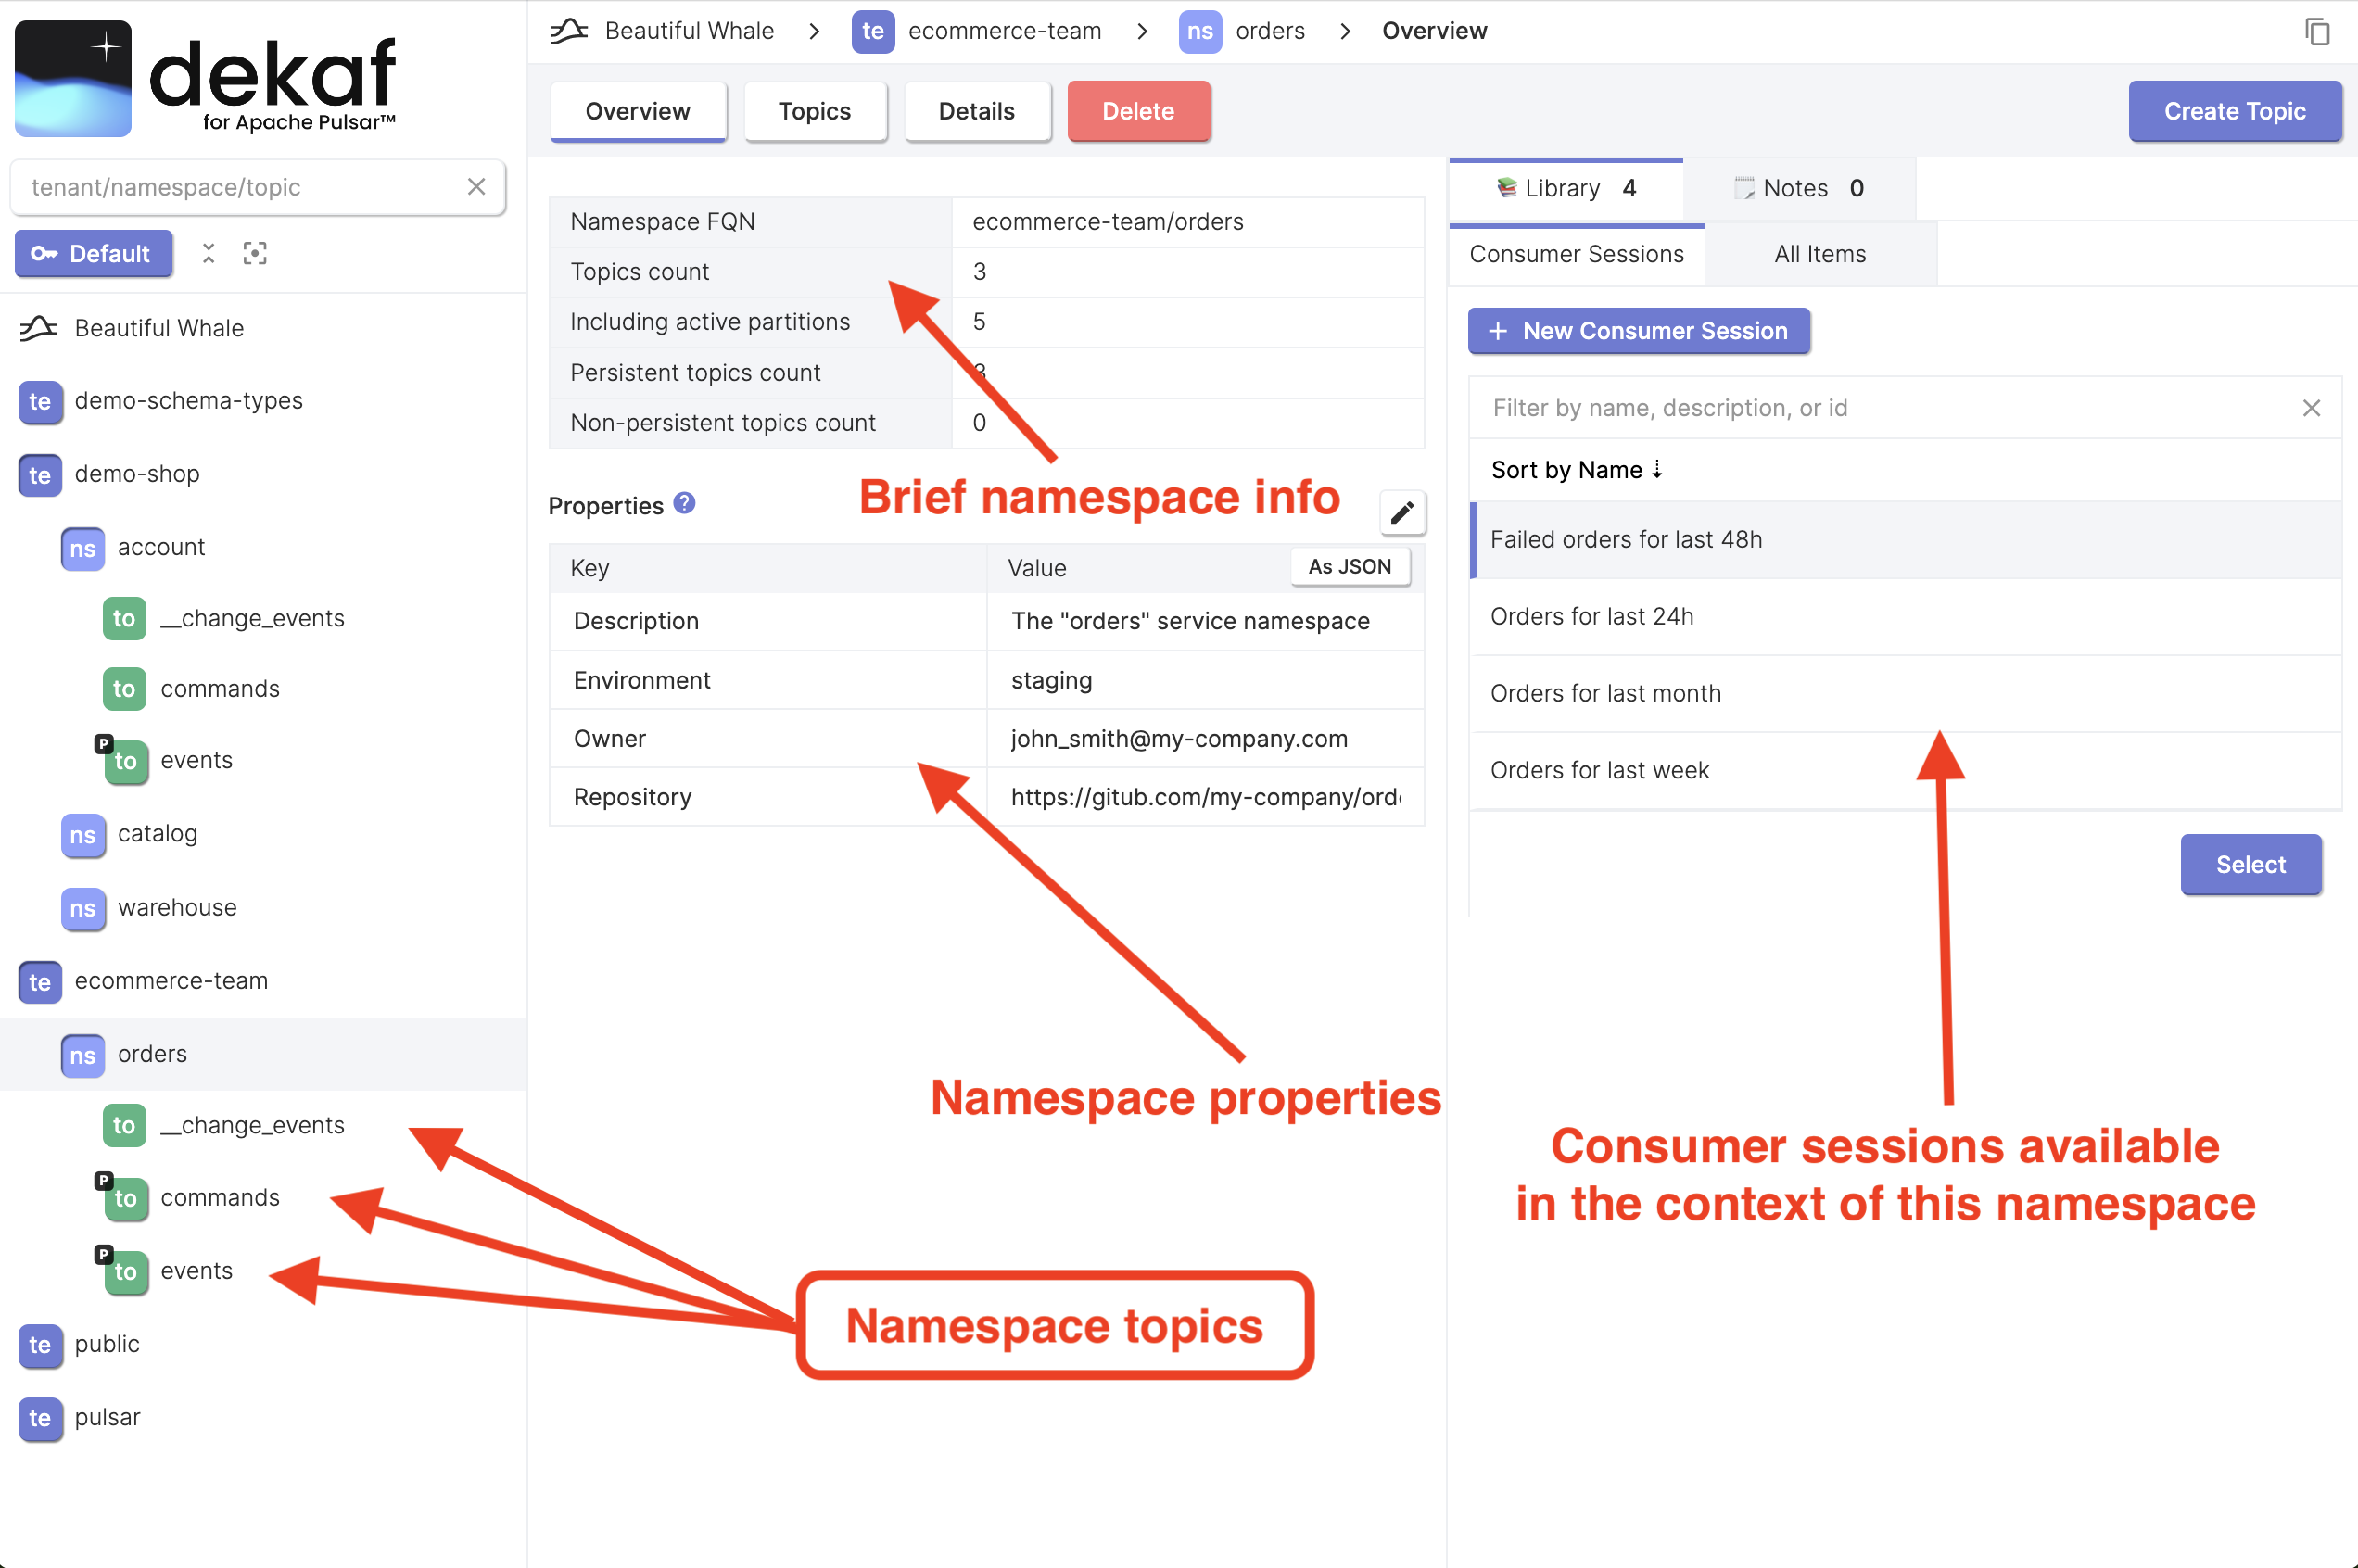 dekaf
for Apache Pulsar™
tenant/namespace/topic
Default
Beautiful Whale
te demo-schema-types
te demo-shop
ns account
to __change_events
to commands
P to events
ns catalog
ns warehouse
te ecommerce-team
ns orders
to __change_events
P to commands
P to events
te public
te pulsar
Beautiful Whale > te ecommerce-team > ns orders > Overview
Overview Topics Details Delete Create Topic
Namespace FQN ecommerce-team/orders
Topics count 3
Including active partitions 5
Persistent topics count 3
Non-persistent topics count 0
Brief namespace info
Properties ?
Key Value As JSON
Description The "orders" service namespace
Environment staging
Owner john_smith@my-company.com
Repository https://gitub.com/my-company/ord
Namespace properties
Namespace topics
Library 4 Notes 0
Consumer Sessions All Items
+ New Consumer Session
Filter by name, description, or id
Sort by Name ↓
Failed orders for last 48h
Orders for last 24h
Orders for last month
Orders for last week
Select
Consumer sessions available
in the context of this namespace